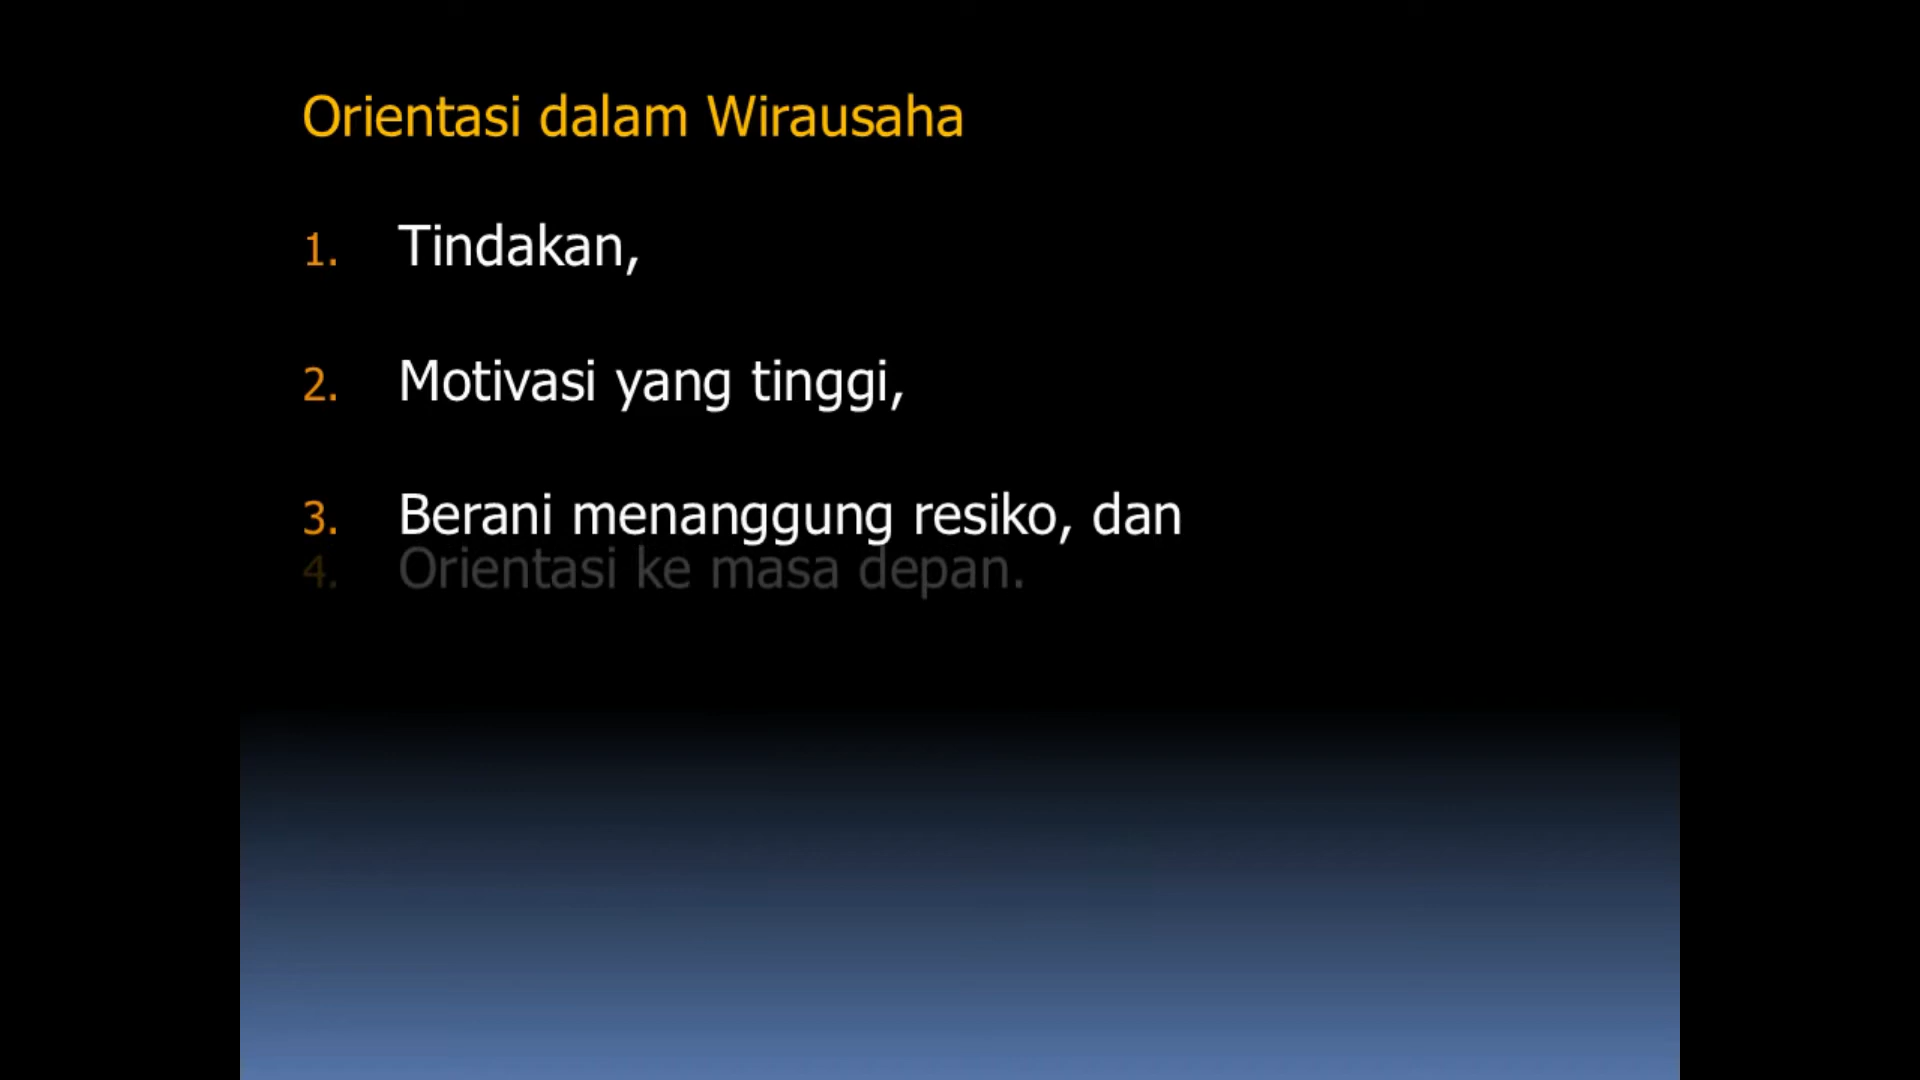 Orientasi dalam Wirausaha
1. Tindakan,
2. Motivasi yang tinggi,
3. Berani menanggung resiko, dan
4. Orientasi ke masa depan.